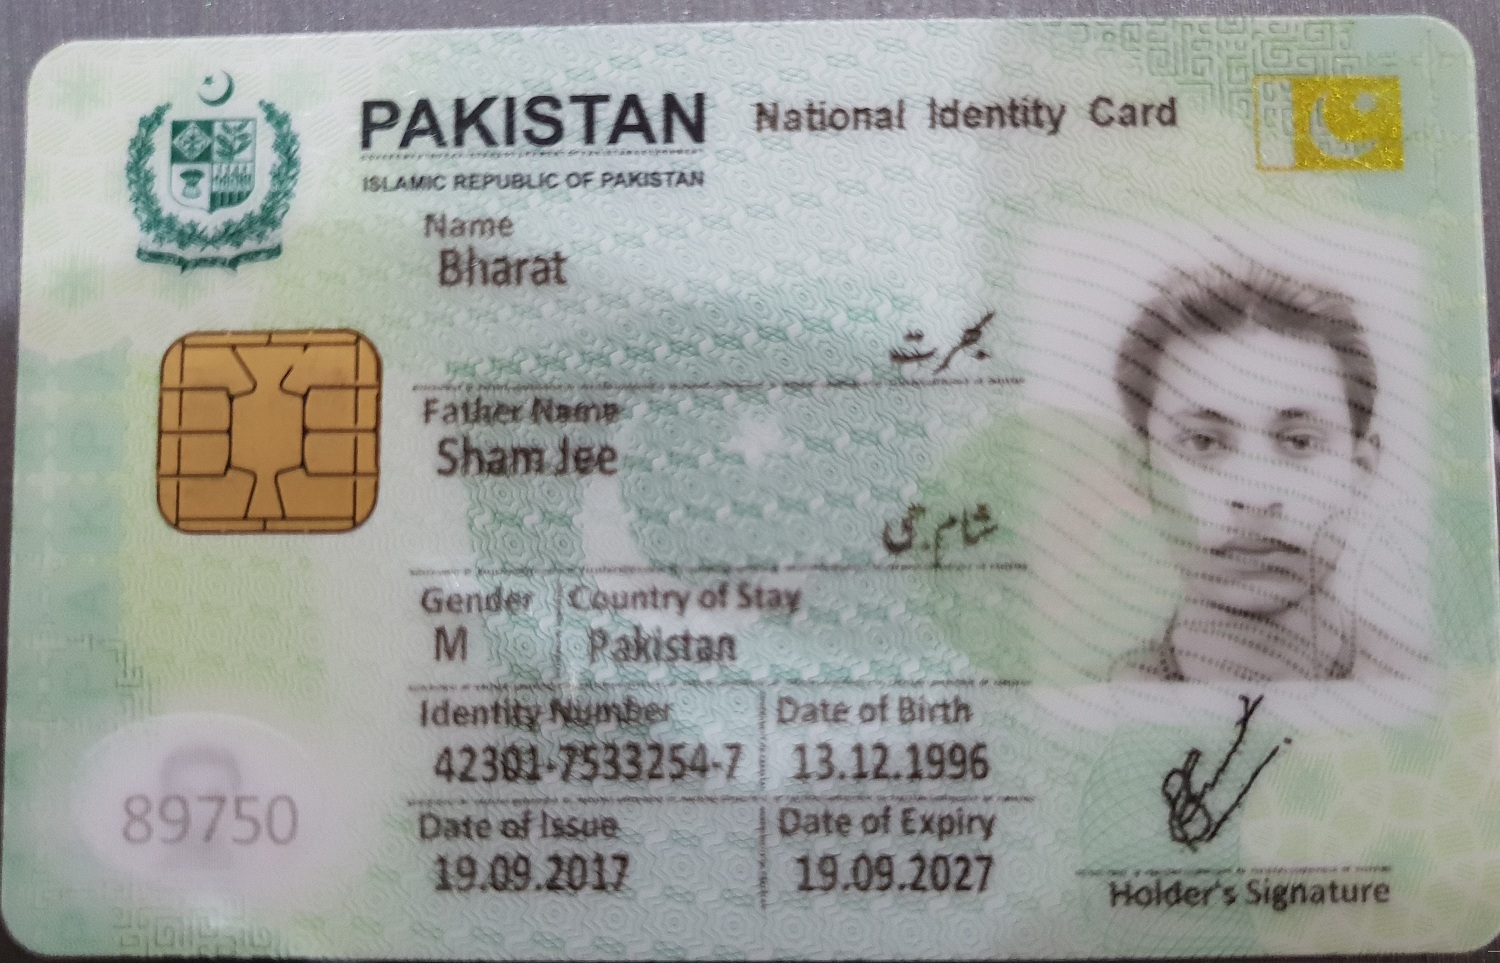 PAKISTAN National Identity Card
ISLAMIC REPUBLIC OF PAKISTAN
Name
Bharat
بھرت
Father Name
Sham Jee
شام جی
Gender Country of Stay
M Pakistan
Identity Number Date of Birth
42301-7533254-7 13.12.1996
Date of Issue Date of Expiry
19.09.2017 19.09.2027
89750
Holder's Signature